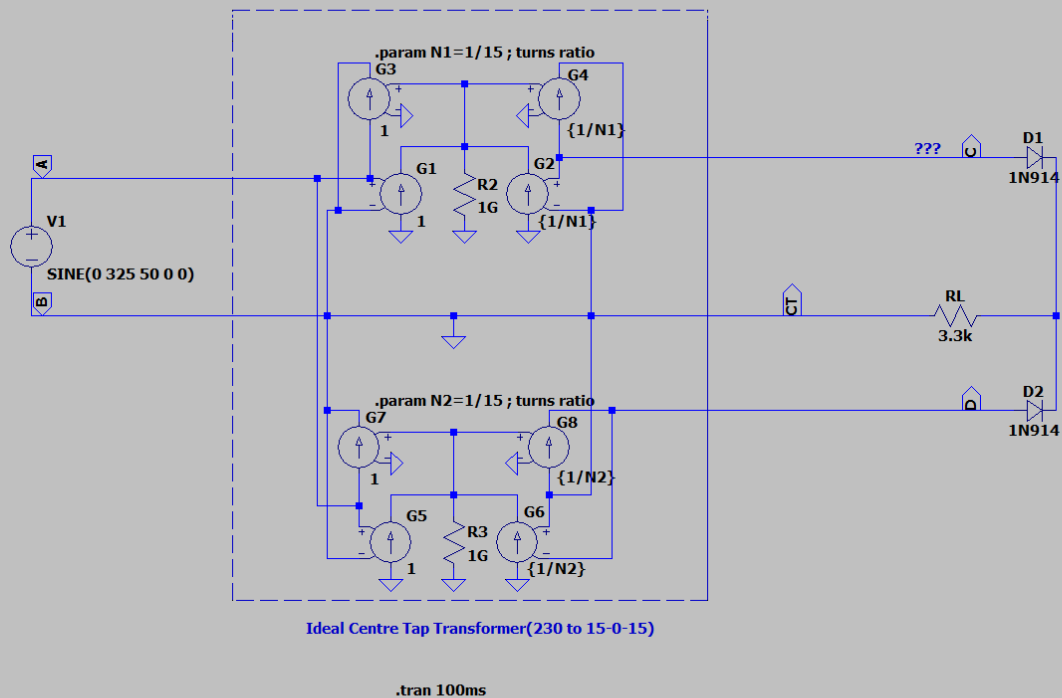 .param N1=1/15 ; turns ratio
G3
G4
+
+
-
-
1
{1/N1}
A
???
C
D1
1N914
G1
G2
R2
1G
+
-
+
-
1
{1/N1}
V1
+
-
SINE(0 325 50 0 0)
B
CT
RL
3.3k
.param N2=1/15 ; turns ratio
G7
G8
+
+
-
-
1
{1/N2}
D
D2
1N914
G5
G6
R3
1G
+
-
+
-
1
{1/N2}
Ideal Centre Tap Transformer(230 to 15-0-15)
.tran 100ms